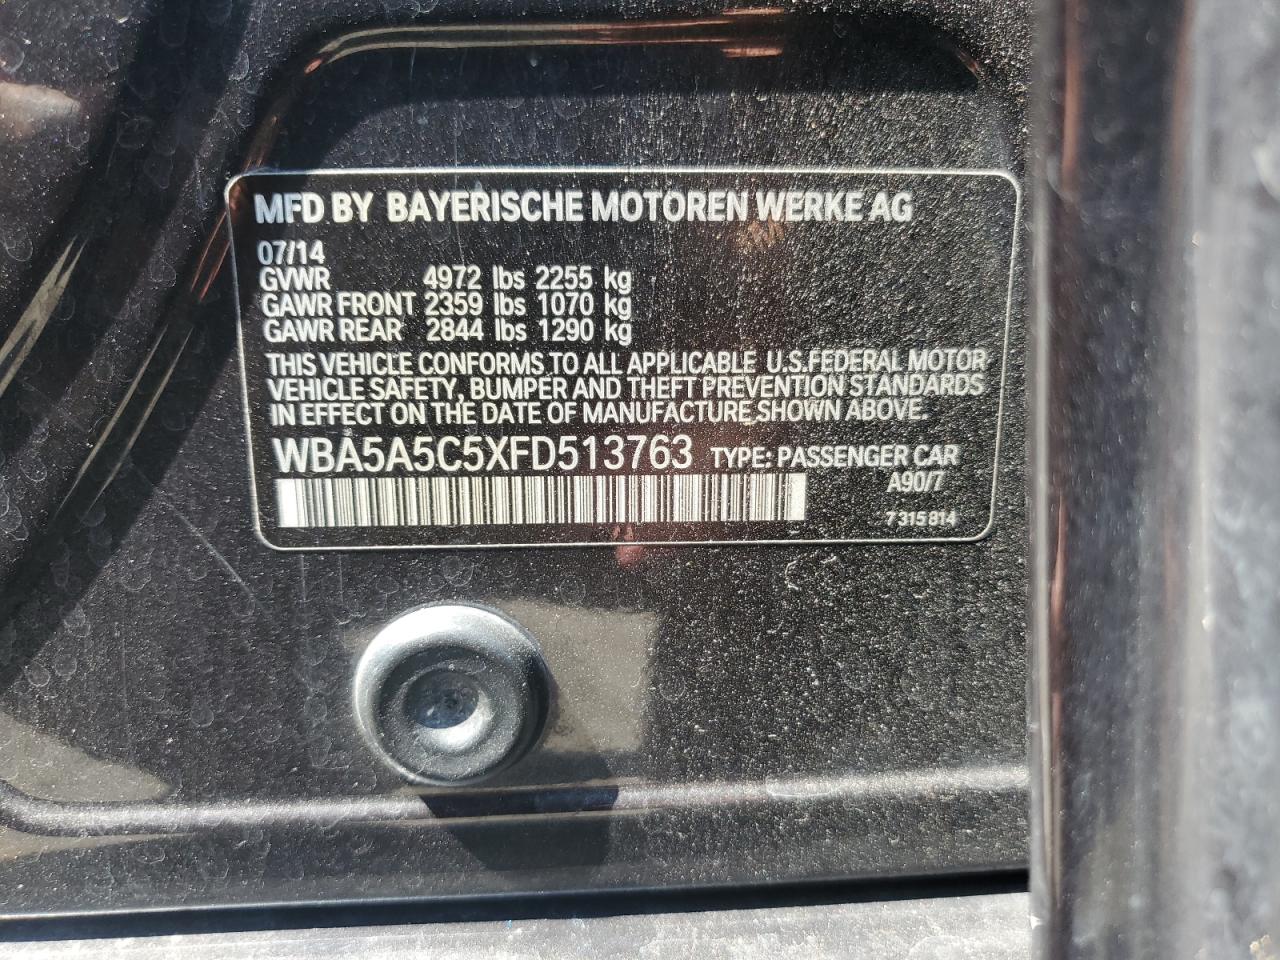 MFD BY BAYERISCHE MOTOREN WERKE AG
07/14
GVWR 4972 lbs 2255 kg
GAWR FRONT 2359 lbs 1070 kg
GAWR REAR 2844 lbs 1290 kg
THIS VEHICLE CONFORMS TO ALL APPLICABLE U.S.FEDERAL MOTOR
VEHICLE SAFETY, BUMPER AND THEFT PREVENTION STANDARDS
IN EFFECT ON THE DATE OF MANUFACTURE SHOWN ABOVE.
WBA5A5C5XFD513763 TYPE: PASSENGER CAR
A90/7
7 315 814